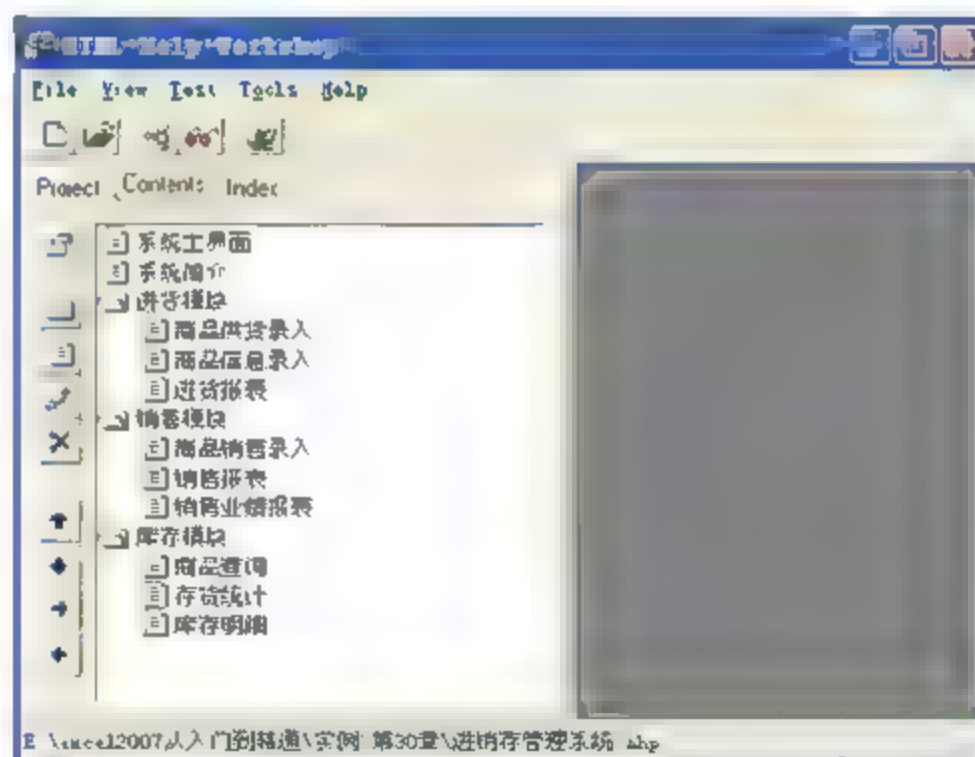 HTML Help Workshop
File View Test Tools Help
Project Contents Index
系统主界面
系统简介
进货模块
商品供货录入
商品信息录入
进货报表
销售模块
商品销售录入
销售报表
销售业绩报表
库存模块
商品查询
存货统计
库存明细
E:\Excel2007从入门到精通\实例\第30章\进销存管理系统.hhp